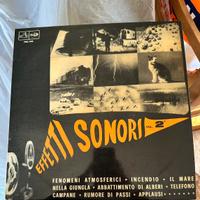 EFFETTI SONORI VOL. 2
FENOMENI ATMOSFERICI • INCENDIO • IL MARE
NELLA GIUNGLA • ABBATTIMENTO DI ALBERI • TELEFONO
CAMPANE • RUMORE DI PASSI • APPLAUSI • . . . . . .